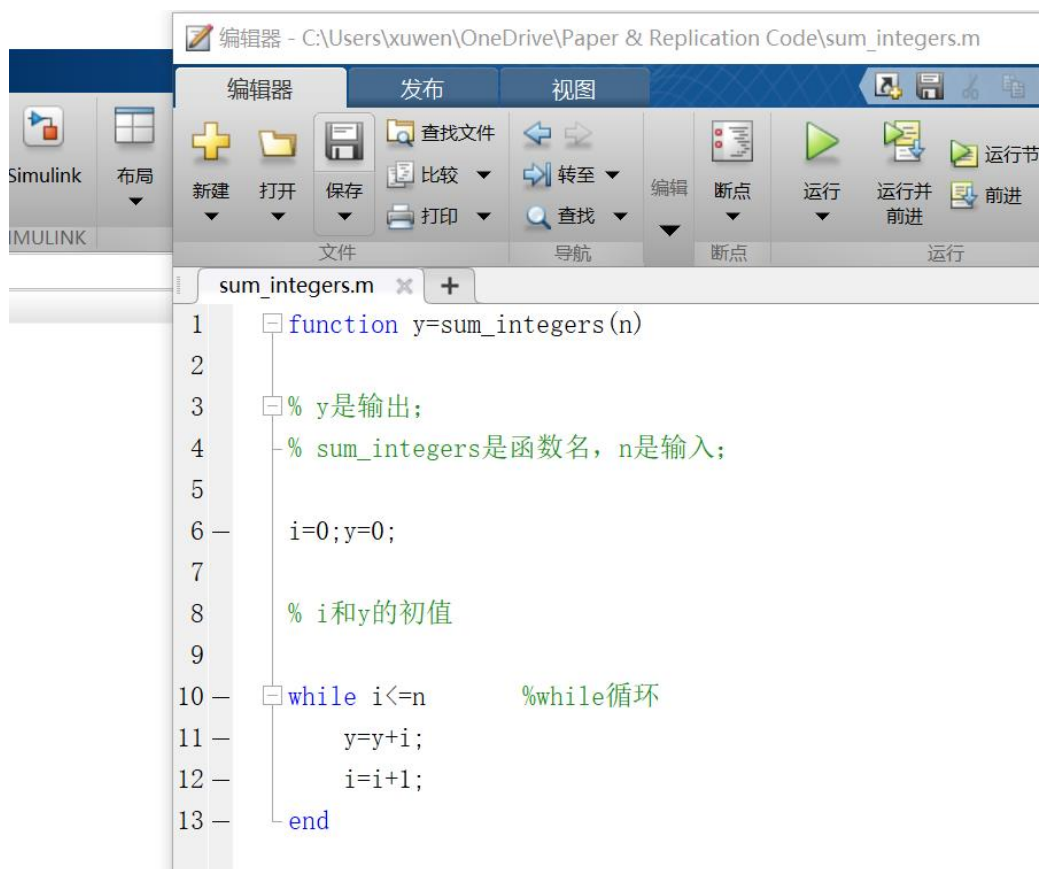 编辑器 - C:\Users\xuwen\OneDrive\Paper & Replication Code\sum_integers.m
编辑器 发布 视图
Simulink 布局
新建 打开 保存 查找文件 比较 打印 转至 查找 编辑 断点 运行 运行并前进 运行节 前进
IMULINK 文件 导航 断点 运行
sum_integers.m
1 function y=sum_integers(n)
2
3 % y是输出;
4 % sum_integers是函数名，n是输入;
5
6 i=0;y=0;
7
8 % i和y的初值
9
10 while i<=n %while循环
11 y=y+i;
12 i=i+1;
13 end